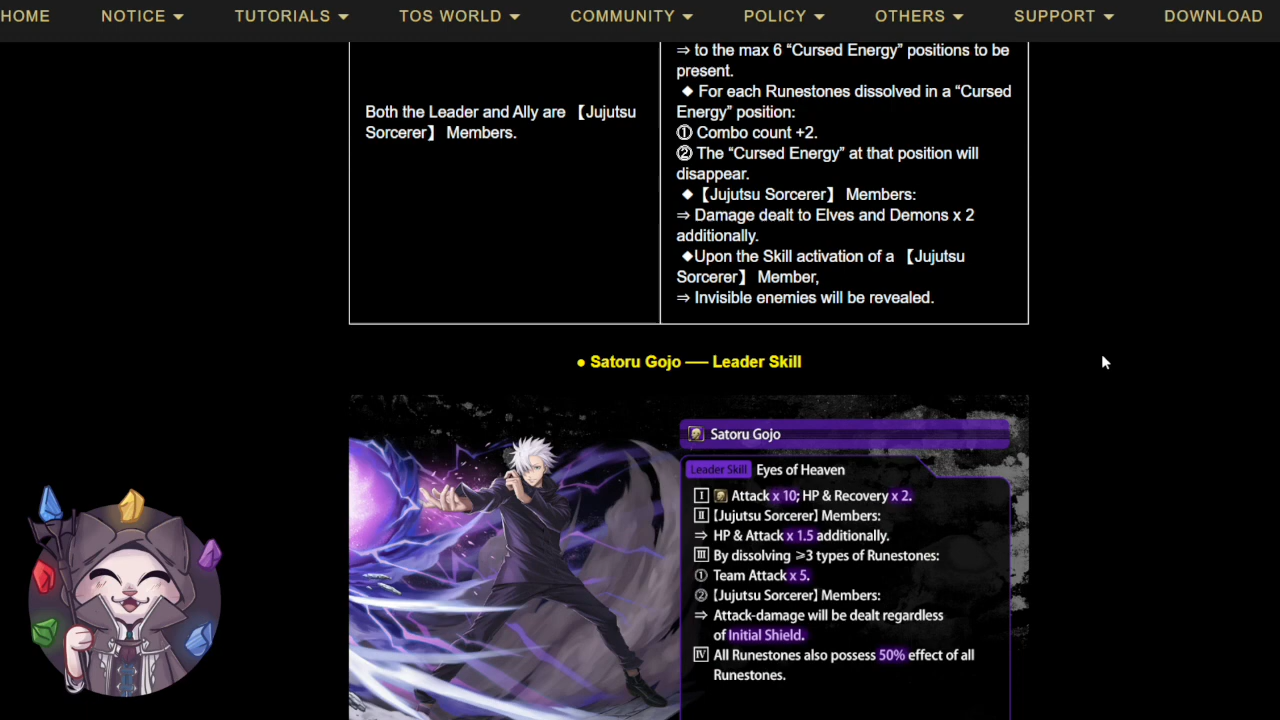 HOME NOTICE TUTORIALS TOS WORLD COMMUNITY POLICY OTHERS SUPPORT DOWNLOAD
Both the Leader and Ally are 【Jujutsu
Sorcerer】 Members.
⇒ to the max 6 “Cursed Energy” positions to be
present.
◆ For each Runestones dissolved in a “Cursed
Energy” position:
① Combo count +2.
② The “Cursed Energy” at that position will
disappear.
◆【Jujutsu Sorcerer】 Members:
⇒ Damage dealt to Elves and Demons x 2
additionally.
◆Upon the Skill activation of a 【Jujutsu
Sorcerer】 Member,
⇒ Invisible enemies will be revealed.
● Satoru Gojo ── Leader Skill
Satoru Gojo
Leader Skill Eyes of Heaven
I Attack x 10; HP & Recovery x 2.
II [Jujutsu Sorcerer] Members:
⇒ HP & Attack x 1.5 additionally.
III By dissolving ≥3 types of Runestones:
① Team Attack x 5.
② [Jujutsu Sorcerer] Members:
⇒ Attack-damage will be dealt regardless
of Initial Shield.
IV All Runestones also possess 50% effect of all
Runestones.